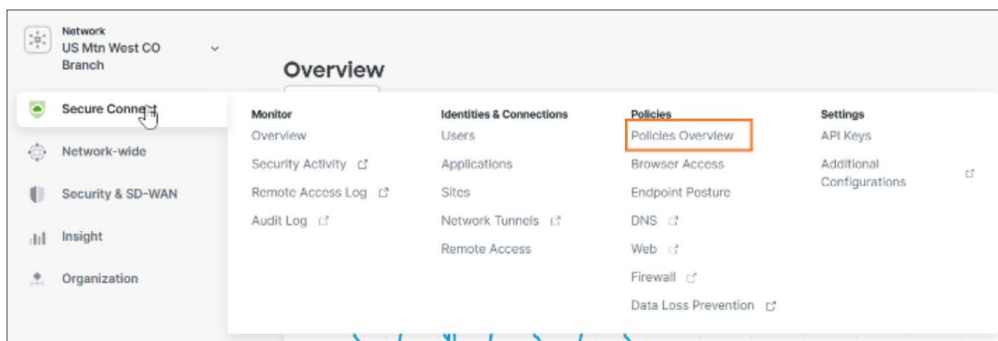 Network
US Mtn West CO
Branch
Overview
Secure Connect
Network-wide
Security & SD-WAN
Insight
Organization
Monitor
Overview
Security Activity
Remote Access Log
Audit Log
Identities & Connections
Users
Applications
Sites
Network Tunnels
Remote Access
Policies
Policies Overview
Browser Access
Endpoint Posture
DNS
Web
Firewall
Data Loss Prevention
Settings
API Keys
Additional
Configurations